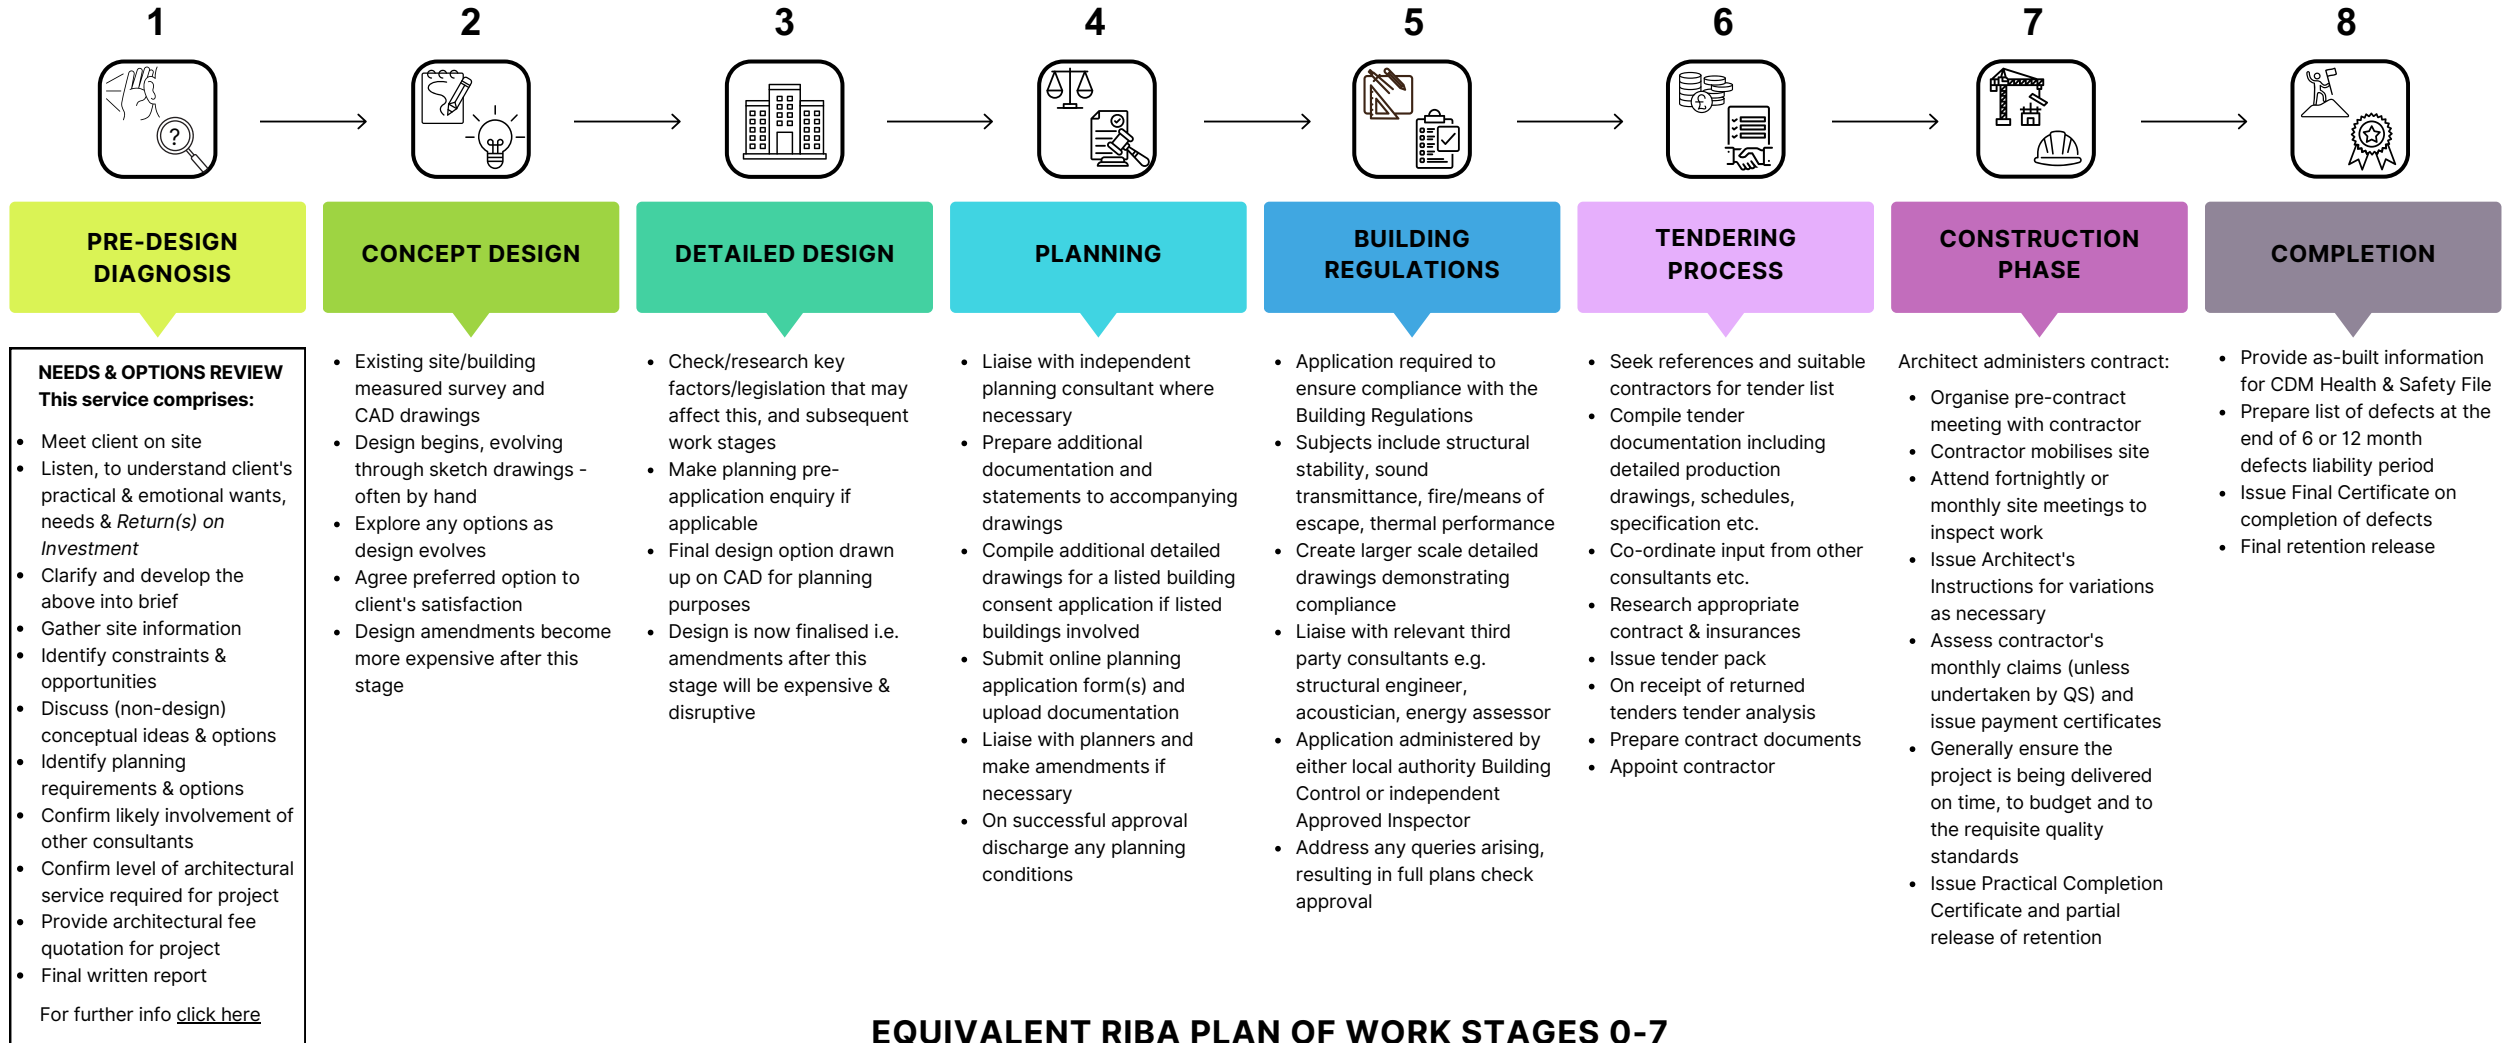 1
2
3
4
5
6
7
8
?
£
PRE-DESIGN
DIAGNOSIS
CONCEPT DESIGN
DETAILED DESIGN
PLANNING
BUILDING
REGULATIONS
TENDERING
PROCESS
CONSTRUCTION
PHASE
COMPLETION
NEEDS & OPTIONS REVIEW
This service comprises:
• Meet client on site
• Listen, to understand client's
practical & emotional wants,
needs & Return(s) on
Investment
• Clarify and develop the
above into brief
• Gather site information
• Identify constraints &
opportunities
• Discuss (non-design)
conceptual ideas & options
• Identify planning
requirements & options
• Confirm likely involvement of
other consultants
• Confirm level of architectural
service required for project
• Provide architectural fee
quotation for project
• Final written report
For further info click here
• Existing site/building
measured survey and
CAD drawings
• Design begins, evolving
through sketch drawings -
often by hand
• Explore any options as
design evolves
• Agree preferred option to
client's satisfaction
• Design amendments become
more expensive after this
stage
• Check/research key
factors/legislation that may
affect this, and subsequent
work stages
• Make planning pre-
application enquiry if
applicable
• Final design option drawn
up on CAD for planning
purposes
• Design is now finalised i.e.
amendments after this
stage will be expensive &
disruptive
• Liaise with independent
planning consultant where
necessary
• Prepare additional
documentation and
statements to accompanying
drawings
• Compile additional detailed
drawings for a listed building
consent application if listed
buildings involved
• Submit online planning
application form(s) and
upload documentation
• Liaise with planners and
make amendments if
necessary
• On successful approval
discharge any planning
conditions
• Application required to
ensure compliance with the
Building Regulations
• Subjects include structural
stability, sound
transmittance, fire/means of
escape, thermal performance
• Create larger scale detailed
drawings demonstrating
compliance
• Liaise with relevant third
party consultants e.g.
structural engineer,
acoustician, energy assessor
• Application administered by
either local authority Building
Control or independent
Approved Inspector
• Address any queries arising,
resulting in full plans check
approval
• Seek references and suitable
contractors for tender list
• Compile tender
documentation including
detailed production
drawings, schedules,
specification etc.
• Co-ordinate input from other
consultants etc.
• Research appropriate
contract & insurances
• Issue tender pack
• On receipt of returned
tenders tender analysis
• Prepare contract documents
• Appoint contractor
Architect administers contract:
• Organise pre-contract
meeting with contractor
• Contractor mobilises site
• Attend fortnightly or
monthly site meetings to
inspect work
• Issue Architect's
Instructions for variations
as necessary
• Assess contractor's
monthly claims (unless
undertaken by QS) and
issue payment certificates
• Generally ensure the
project is being delivered
on time, to budget and to
the requisite quality
standards
• Issue Practical Completion
Certificate and partial
release of retention
• Provide as-built information
for CDM Health & Safety File
• Prepare list of defects at the
end of 6 or 12 month
defects liability period
• Issue Final Certificate on
completion of defects
• Final retention release
EQUIVALENT RIBA PLAN OF WORK STAGES 0-7